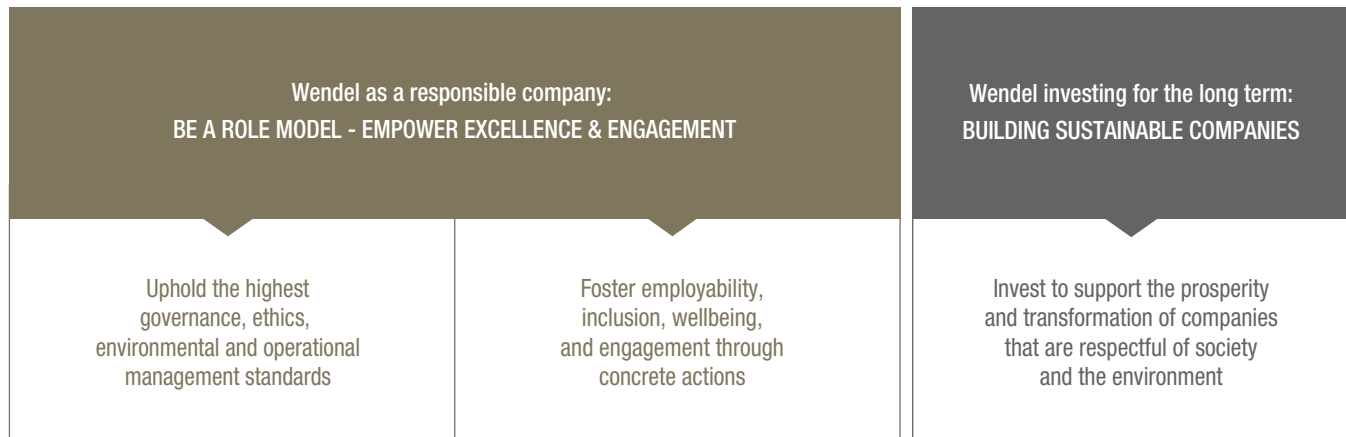 Wendel as a responsible company:
BE A ROLE MODEL - EMPOWER EXCELLENCE & ENGAGEMENT
Uphold the highest
governance, ethics,
environmental and operational
management standards
Foster employability,
inclusion, wellbeing,
and engagement through
concrete actions
Wendel investing for the long term:
BUILDING SUSTAINABLE COMPANIES
Invest to support the prosperity
and transformation of companies
that are respectful of society
and the environment